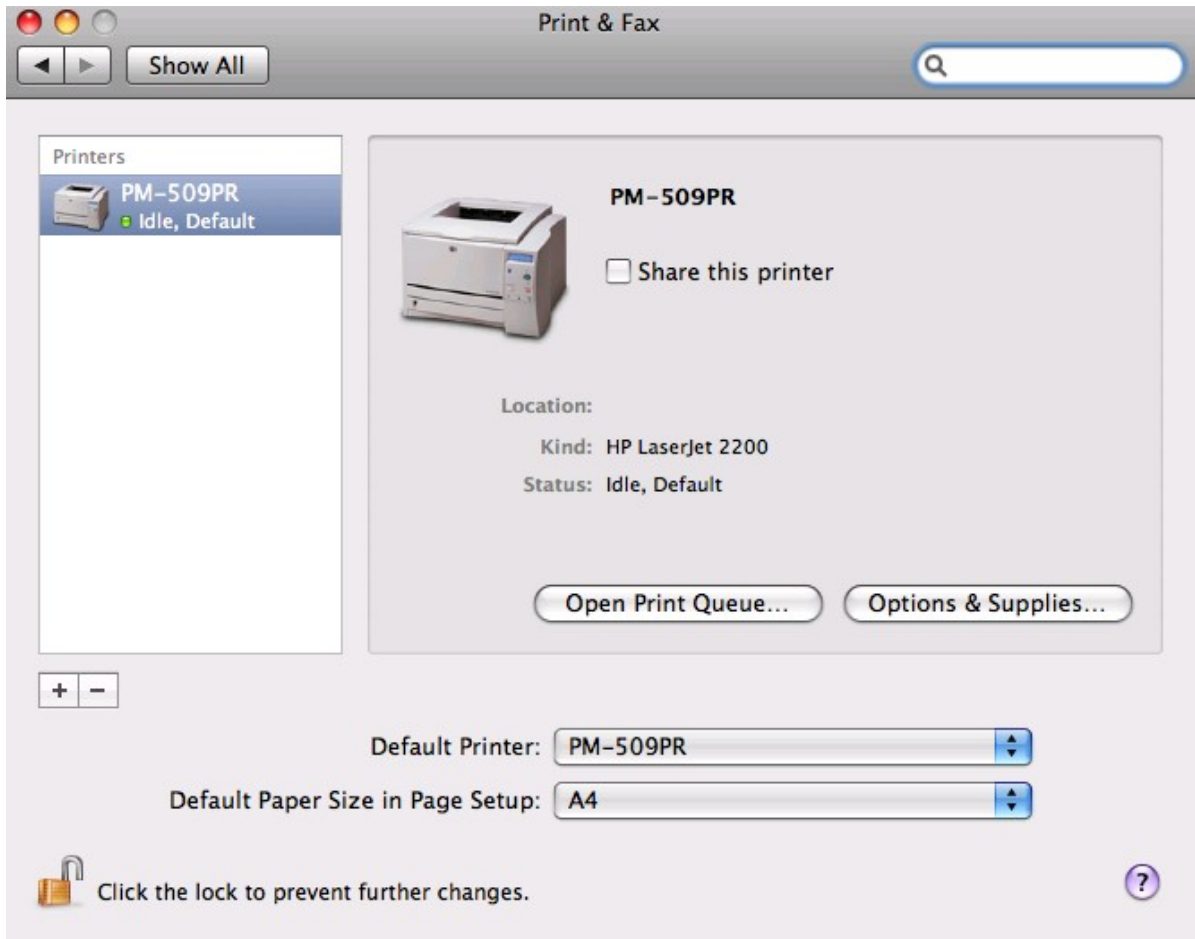 Print & Fax
Show All
Printers
PM-509PR
Idle, Default
PM-509PR
Share this printer
Location:
Kind: HP LaserJet 2200
Status: Idle, Default
Open Print Queue...
Options & Supplies...
+ −
Default Printer: PM-509PR
Default Paper Size in Page Setup: A4
Click the lock to prevent further changes.
?